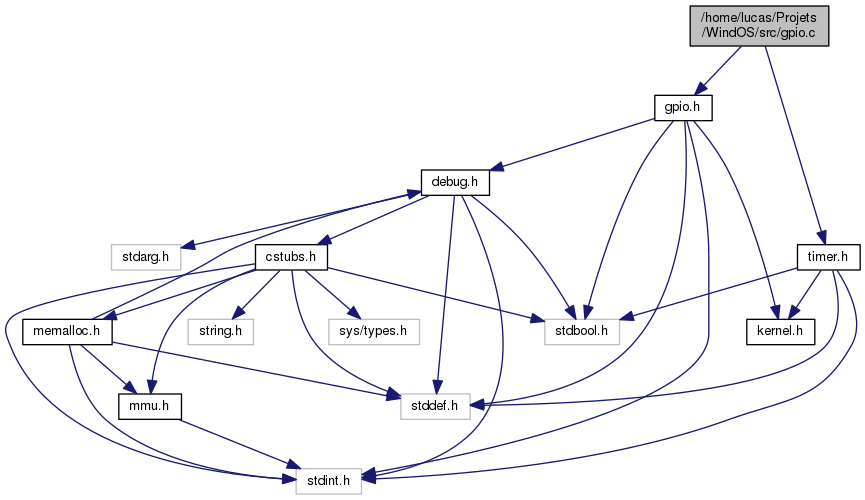 /home/lucas/Projets
/WindOS/src/gpio.c
gpio.h
debug.h
stdarg.h
cstubs.h
timer.h
memalloc.h
string.h
sys/types.h
stdbool.h
kernel.h
mmu.h
stddef.h
stdint.h